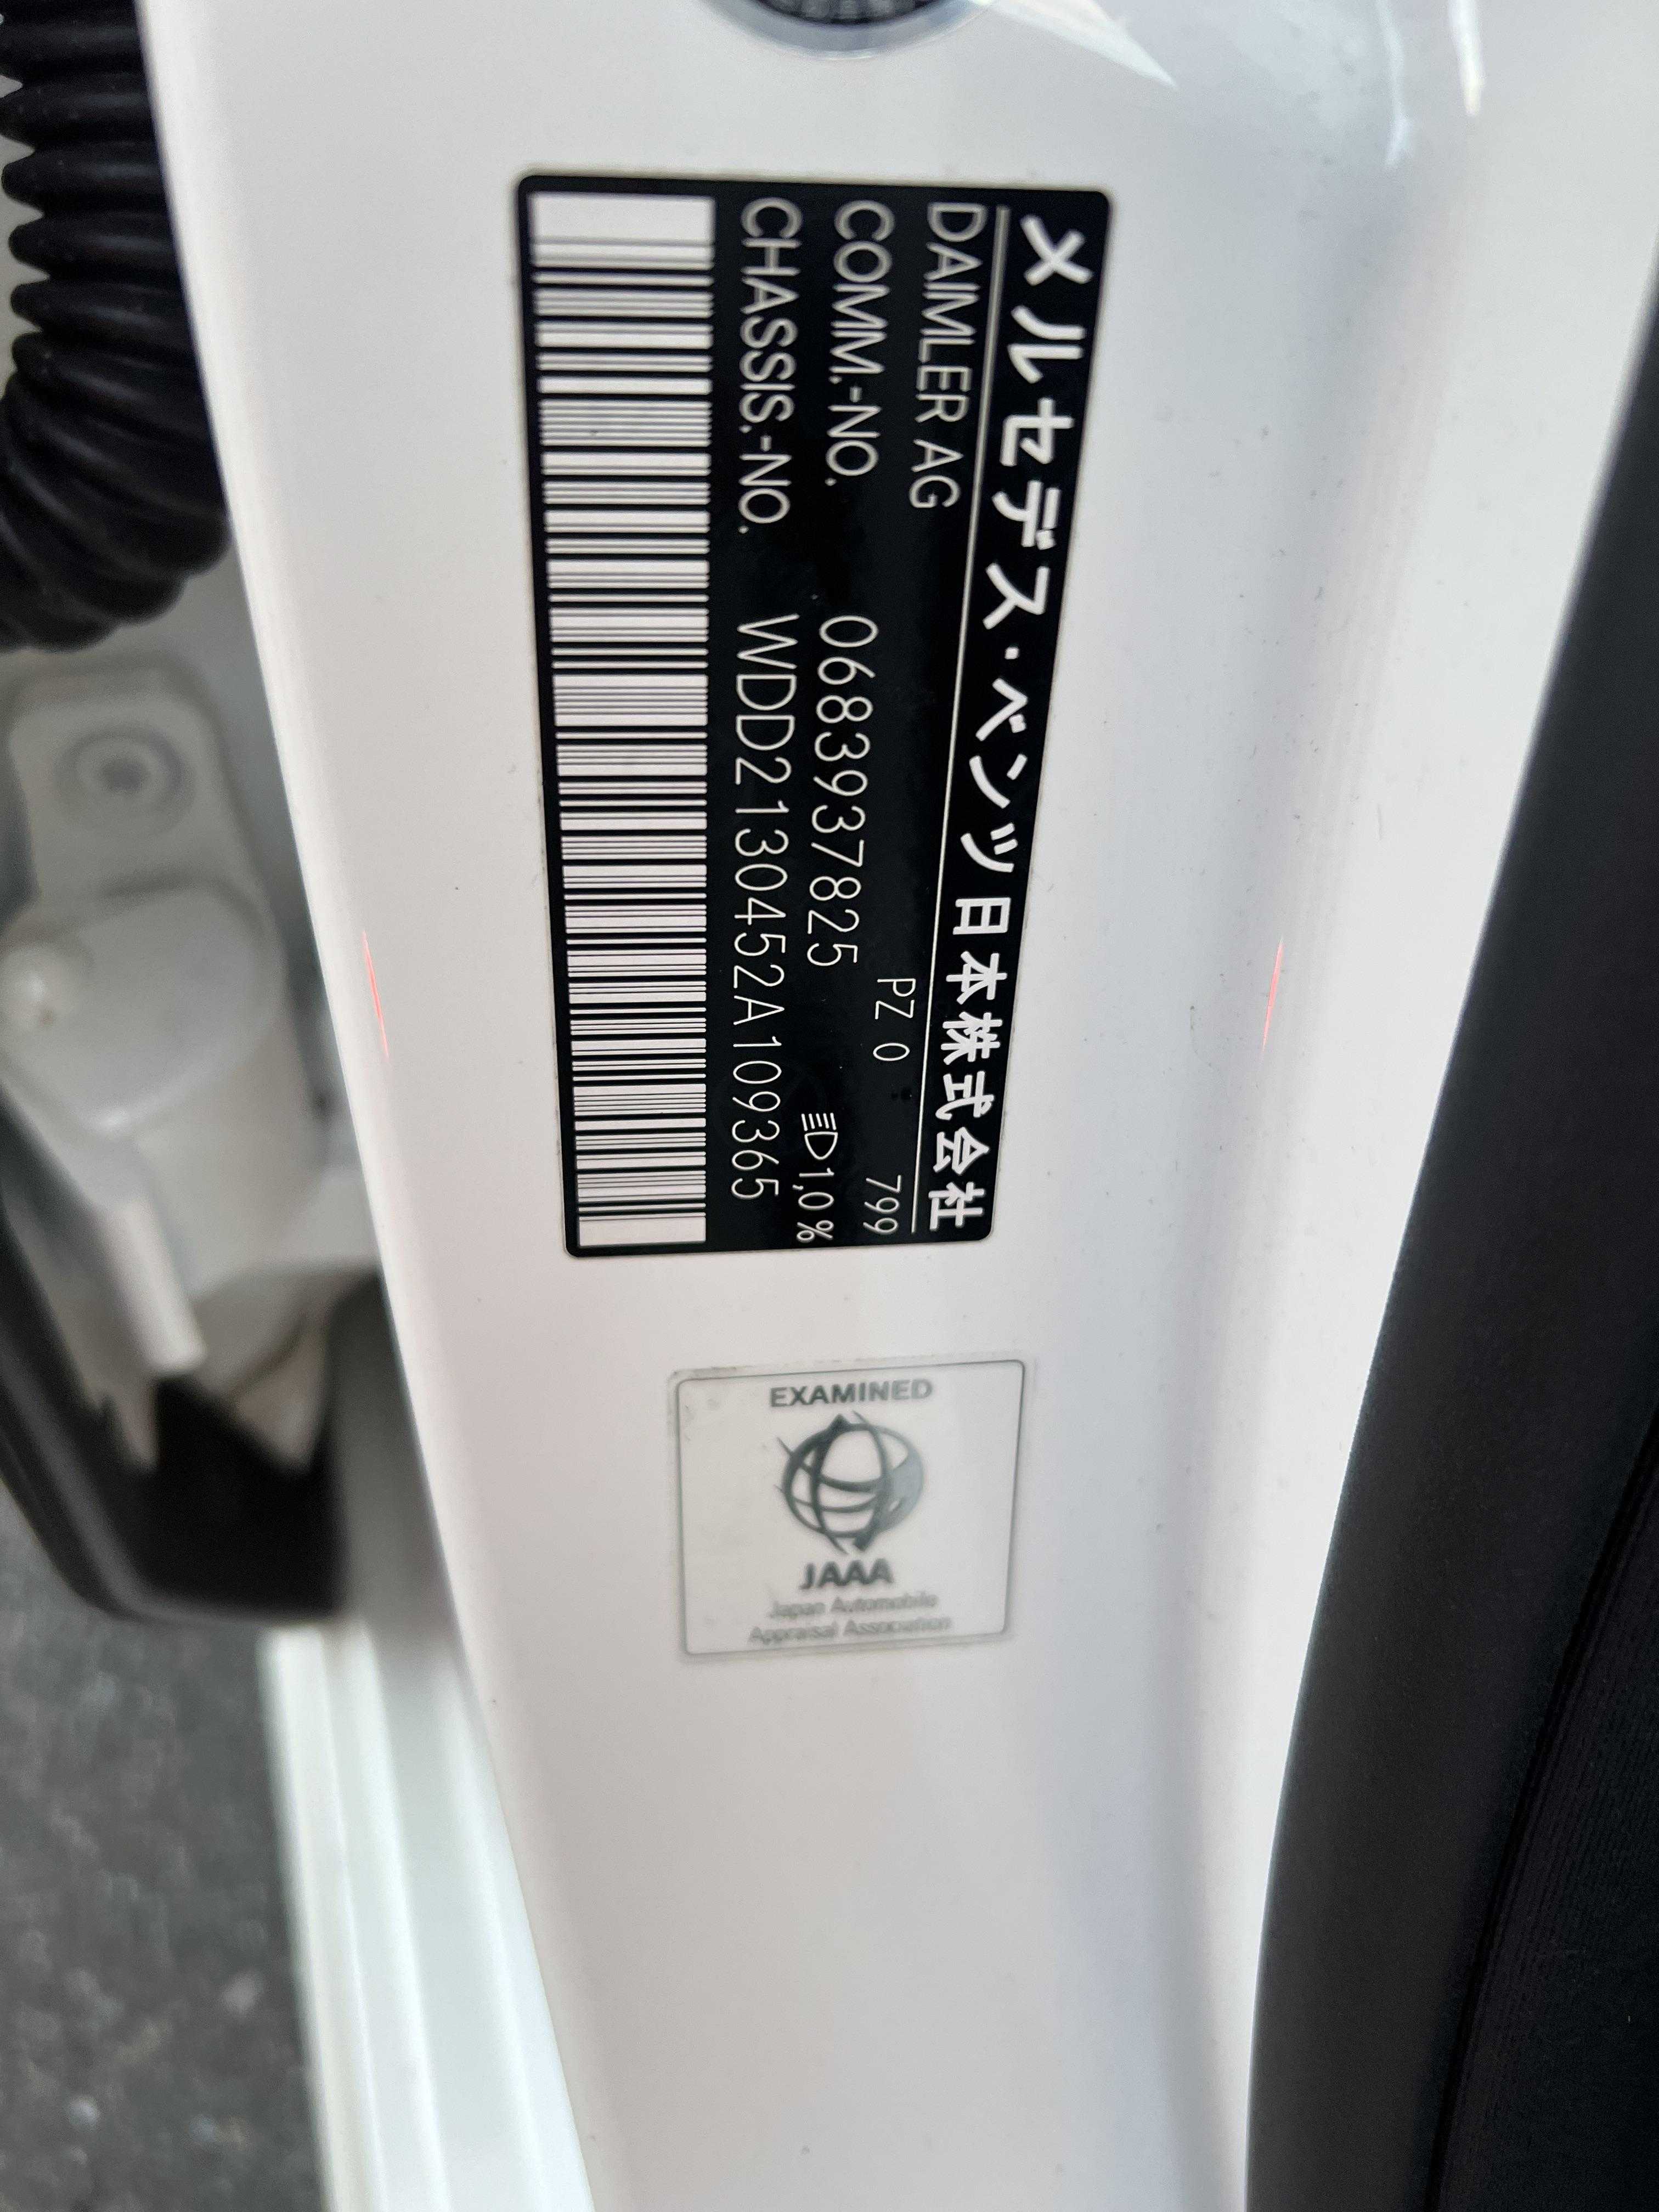 メルセデス・ベンツ日本株式会社
DAIMLER AG PZ 0 799
COMM.-NO. 0683937825 1,0%
CHASSIS.-NO. WDD2130452A109365
EXAMINED
JAAA
Japan Automobile
Appraisal Association